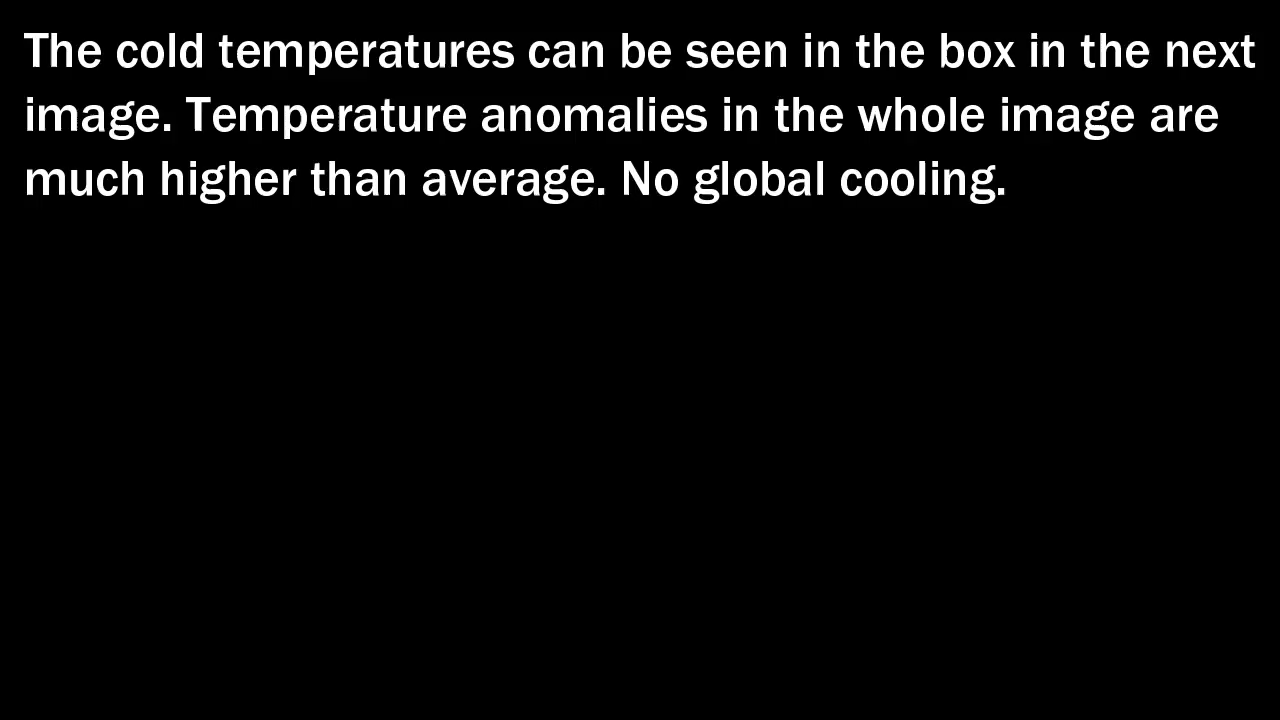 The cold temperatures can be seen in the box in the next
image. Temperature anomalies in the whole image are
much higher than average. No global cooling.